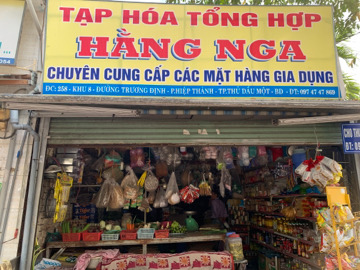 TẠP HÓA TỔNG HỢP
HẰNG NGA
CHUYÊN CUNG CẤP CÁC MẶT HÀNG GIA DỤNG
ĐC: 258 - KHU 8 - ĐƯỜNG TRƯƠNG ĐỊNH - P.HIỆP THÀNH - TP.THỦ DẦU MỘT - BD - ĐT: 097 47 47 869